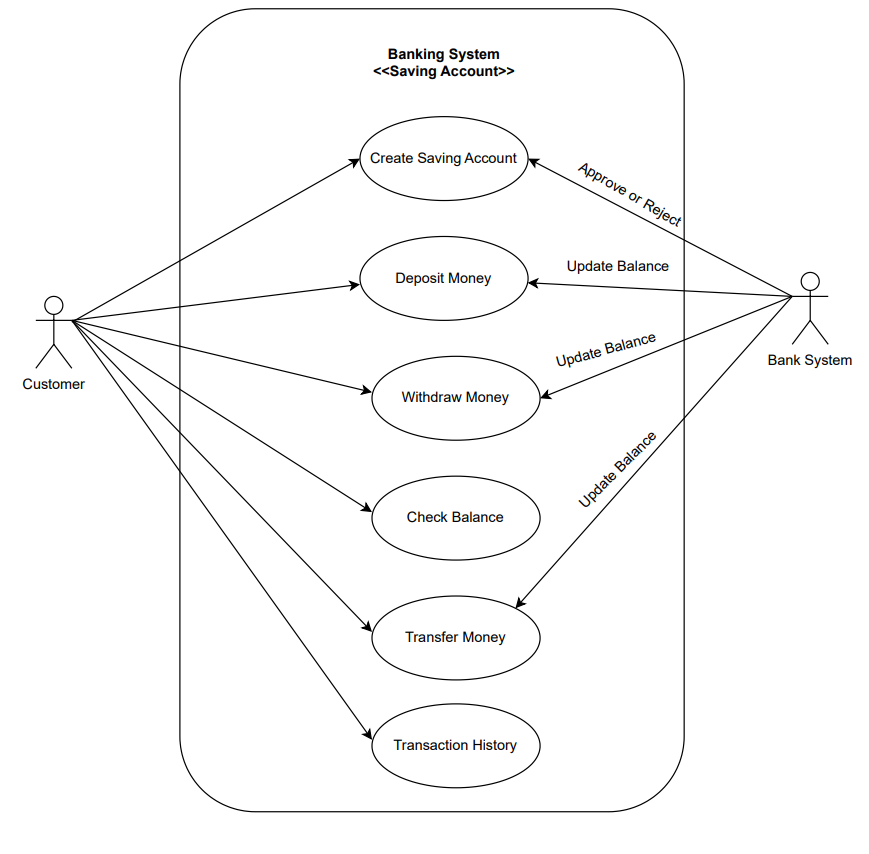 Banking System
<<Saving Account>>
Create Saving Account
Approve or Reject
Deposit Money
Update Balance
Customer
Withdraw Money
Update Balance
Bank System
Check Balance
Update Balance
Transfer Money
Transaction History